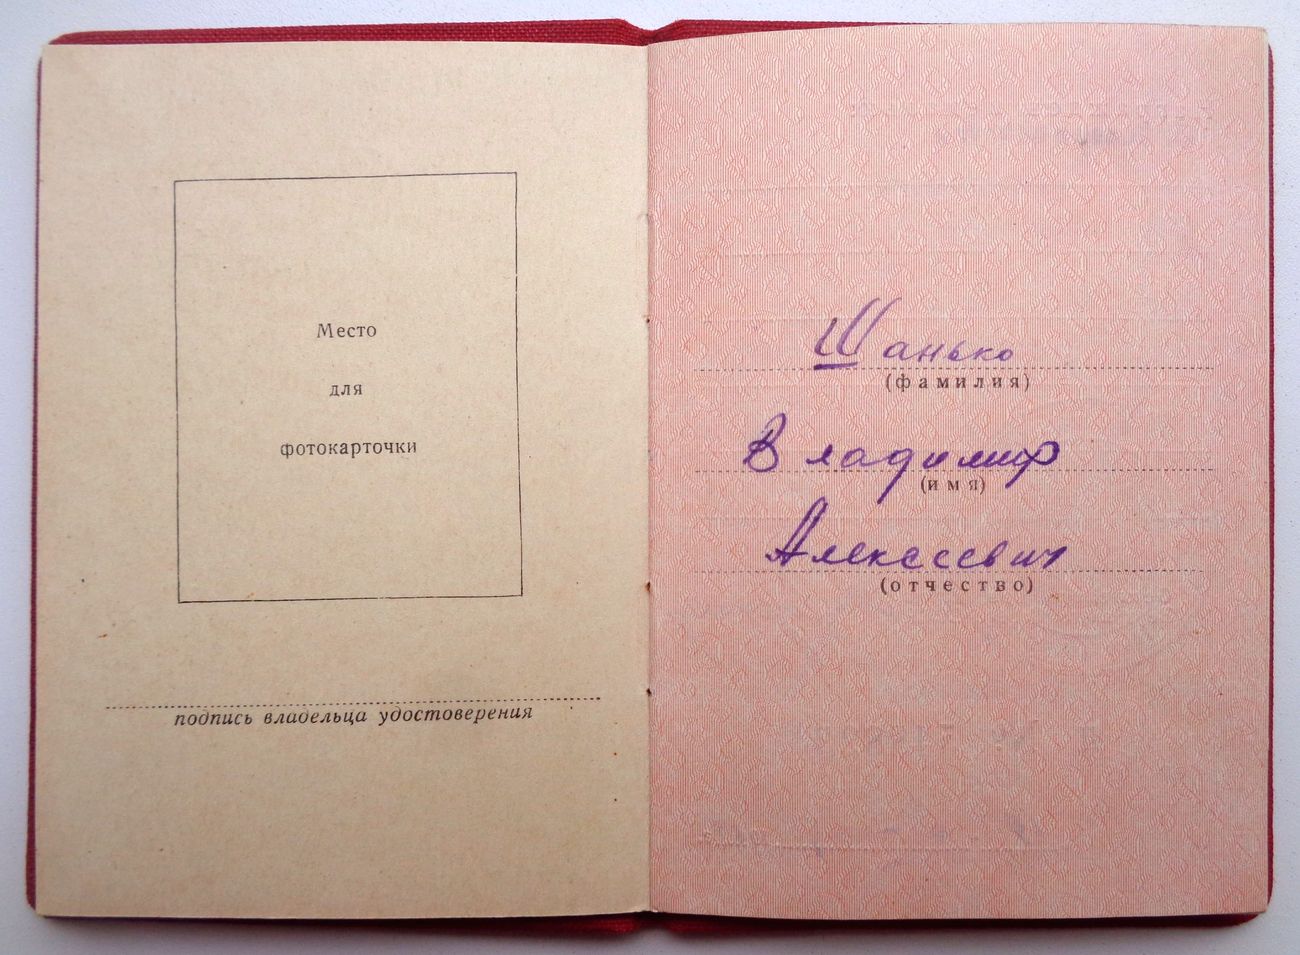 Место
для
фотокарточки
подпись владельца удостоверения
Шанько
(фамилия)
Владимир
(имя)
Алексеевич
(отчество)